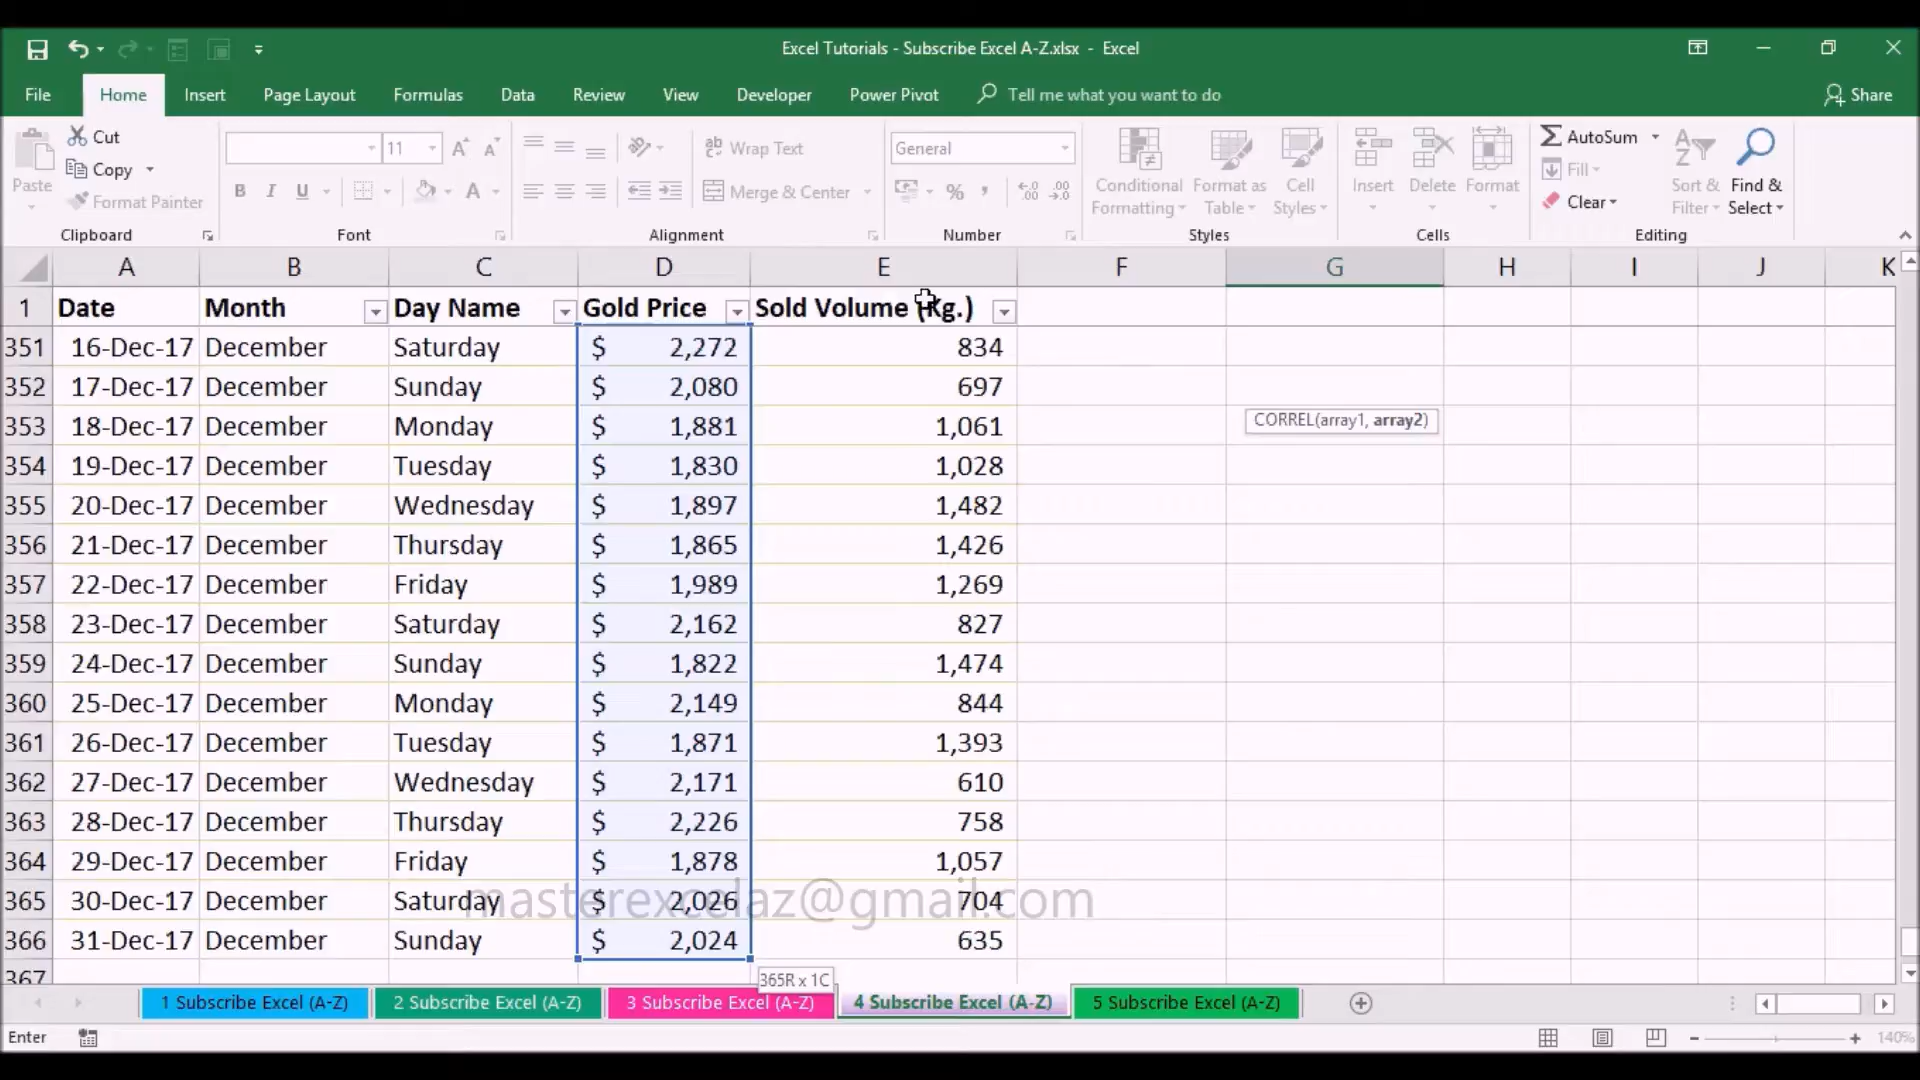 Excel Tutorials - Subscribe Excel A-Z.xlsx - Excel
File Home Insert Page Layout Formulas Data Review View Developer Power Pivot Tell me what you want to do Share
Paste Cut Copy Format Painter Clipboard
11 B I U A Font
Wrap Text Merge & Center Alignment
General % Number
Conditional Formatting Format as Table Cell Styles Styles
Insert Delete Format Cells
AutoSum Fill Clear Sort & Filter Find & Select Editing
A B C D E F G H I J K
1 Date Month Day Name Gold Price Sold Volume (Kg.)
351 16-Dec-17 December Saturday $ 2,272 834
352 17-Dec-17 December Sunday $ 2,080 697
353 18-Dec-17 December Monday $ 1,881 1,061 CORREL(array1, array2)
354 19-Dec-17 December Tuesday $ 1,830 1,028
355 20-Dec-17 December Wednesday $ 1,897 1,482
356 21-Dec-17 December Thursday $ 1,865 1,426
357 22-Dec-17 December Friday $ 1,989 1,269
358 23-Dec-17 December Saturday $ 2,162 827
359 24-Dec-17 December Sunday $ 1,822 1,474
360 25-Dec-17 December Monday $ 2,149 844
361 26-Dec-17 December Tuesday $ 1,871 1,393
362 27-Dec-17 December Wednesday $ 2,171 610
363 28-Dec-17 December Thursday $ 2,226 758
364 29-Dec-17 December Friday $ 1,878 1,057
365 30-Dec-17 December Saturday $ 2,026 704
masterexcelaz@gmail.com
366 31-Dec-17 December Sunday $ 2,024 635
367
365R x 1C
1 Subscribe Excel (A-Z) 2 Subscribe Excel (A-Z) 3 Subscribe Excel (A-Z) 4 Subscribe Excel (A-Z) 5 Subscribe Excel (A-Z)
Enter 140%